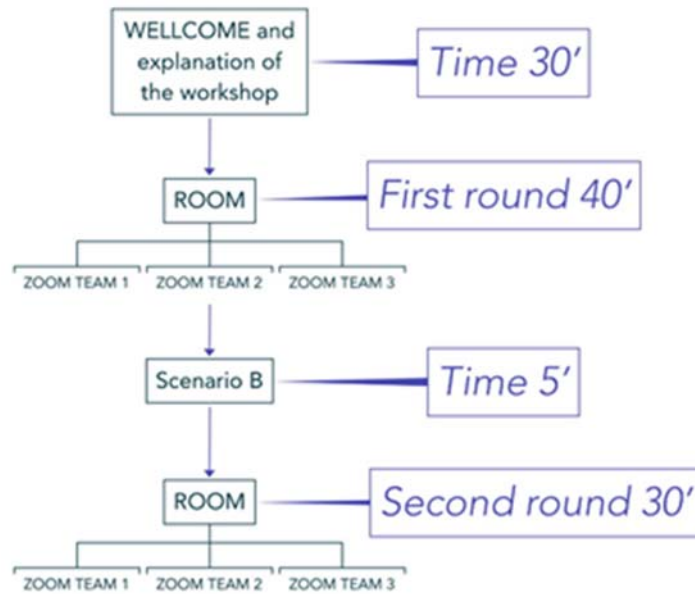 WELLCOME and
explanation of
the workshop
Time 30'
ROOM
First round 40'
ZOOM TEAM 1
ZOOM TEAM 2
ZOOM TEAM 3
Scenario B
Time 5'
ROOM
Second round 30'
ZOOM TEAM 1
ZOOM TEAM 2
ZOOM TEAM 3